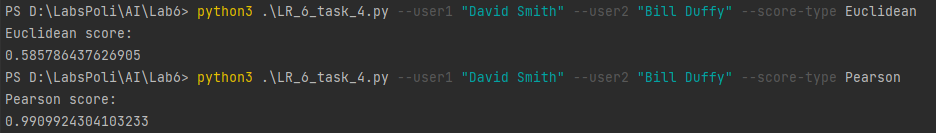 PS D:\LabsPoli\AI\Lab6> python3 .\LR_6_task_4.py --user1 "David Smith" --user2 "Bill Duffy" --score-type Euclidean
Euclidean score:
0.585786437626905
PS D:\LabsPoli\AI\Lab6> python3 .\LR_6_task_4.py --user1 "David Smith" --user2 "Bill Duffy" --score-type Pearson
Pearson score:
0.9909924304103233